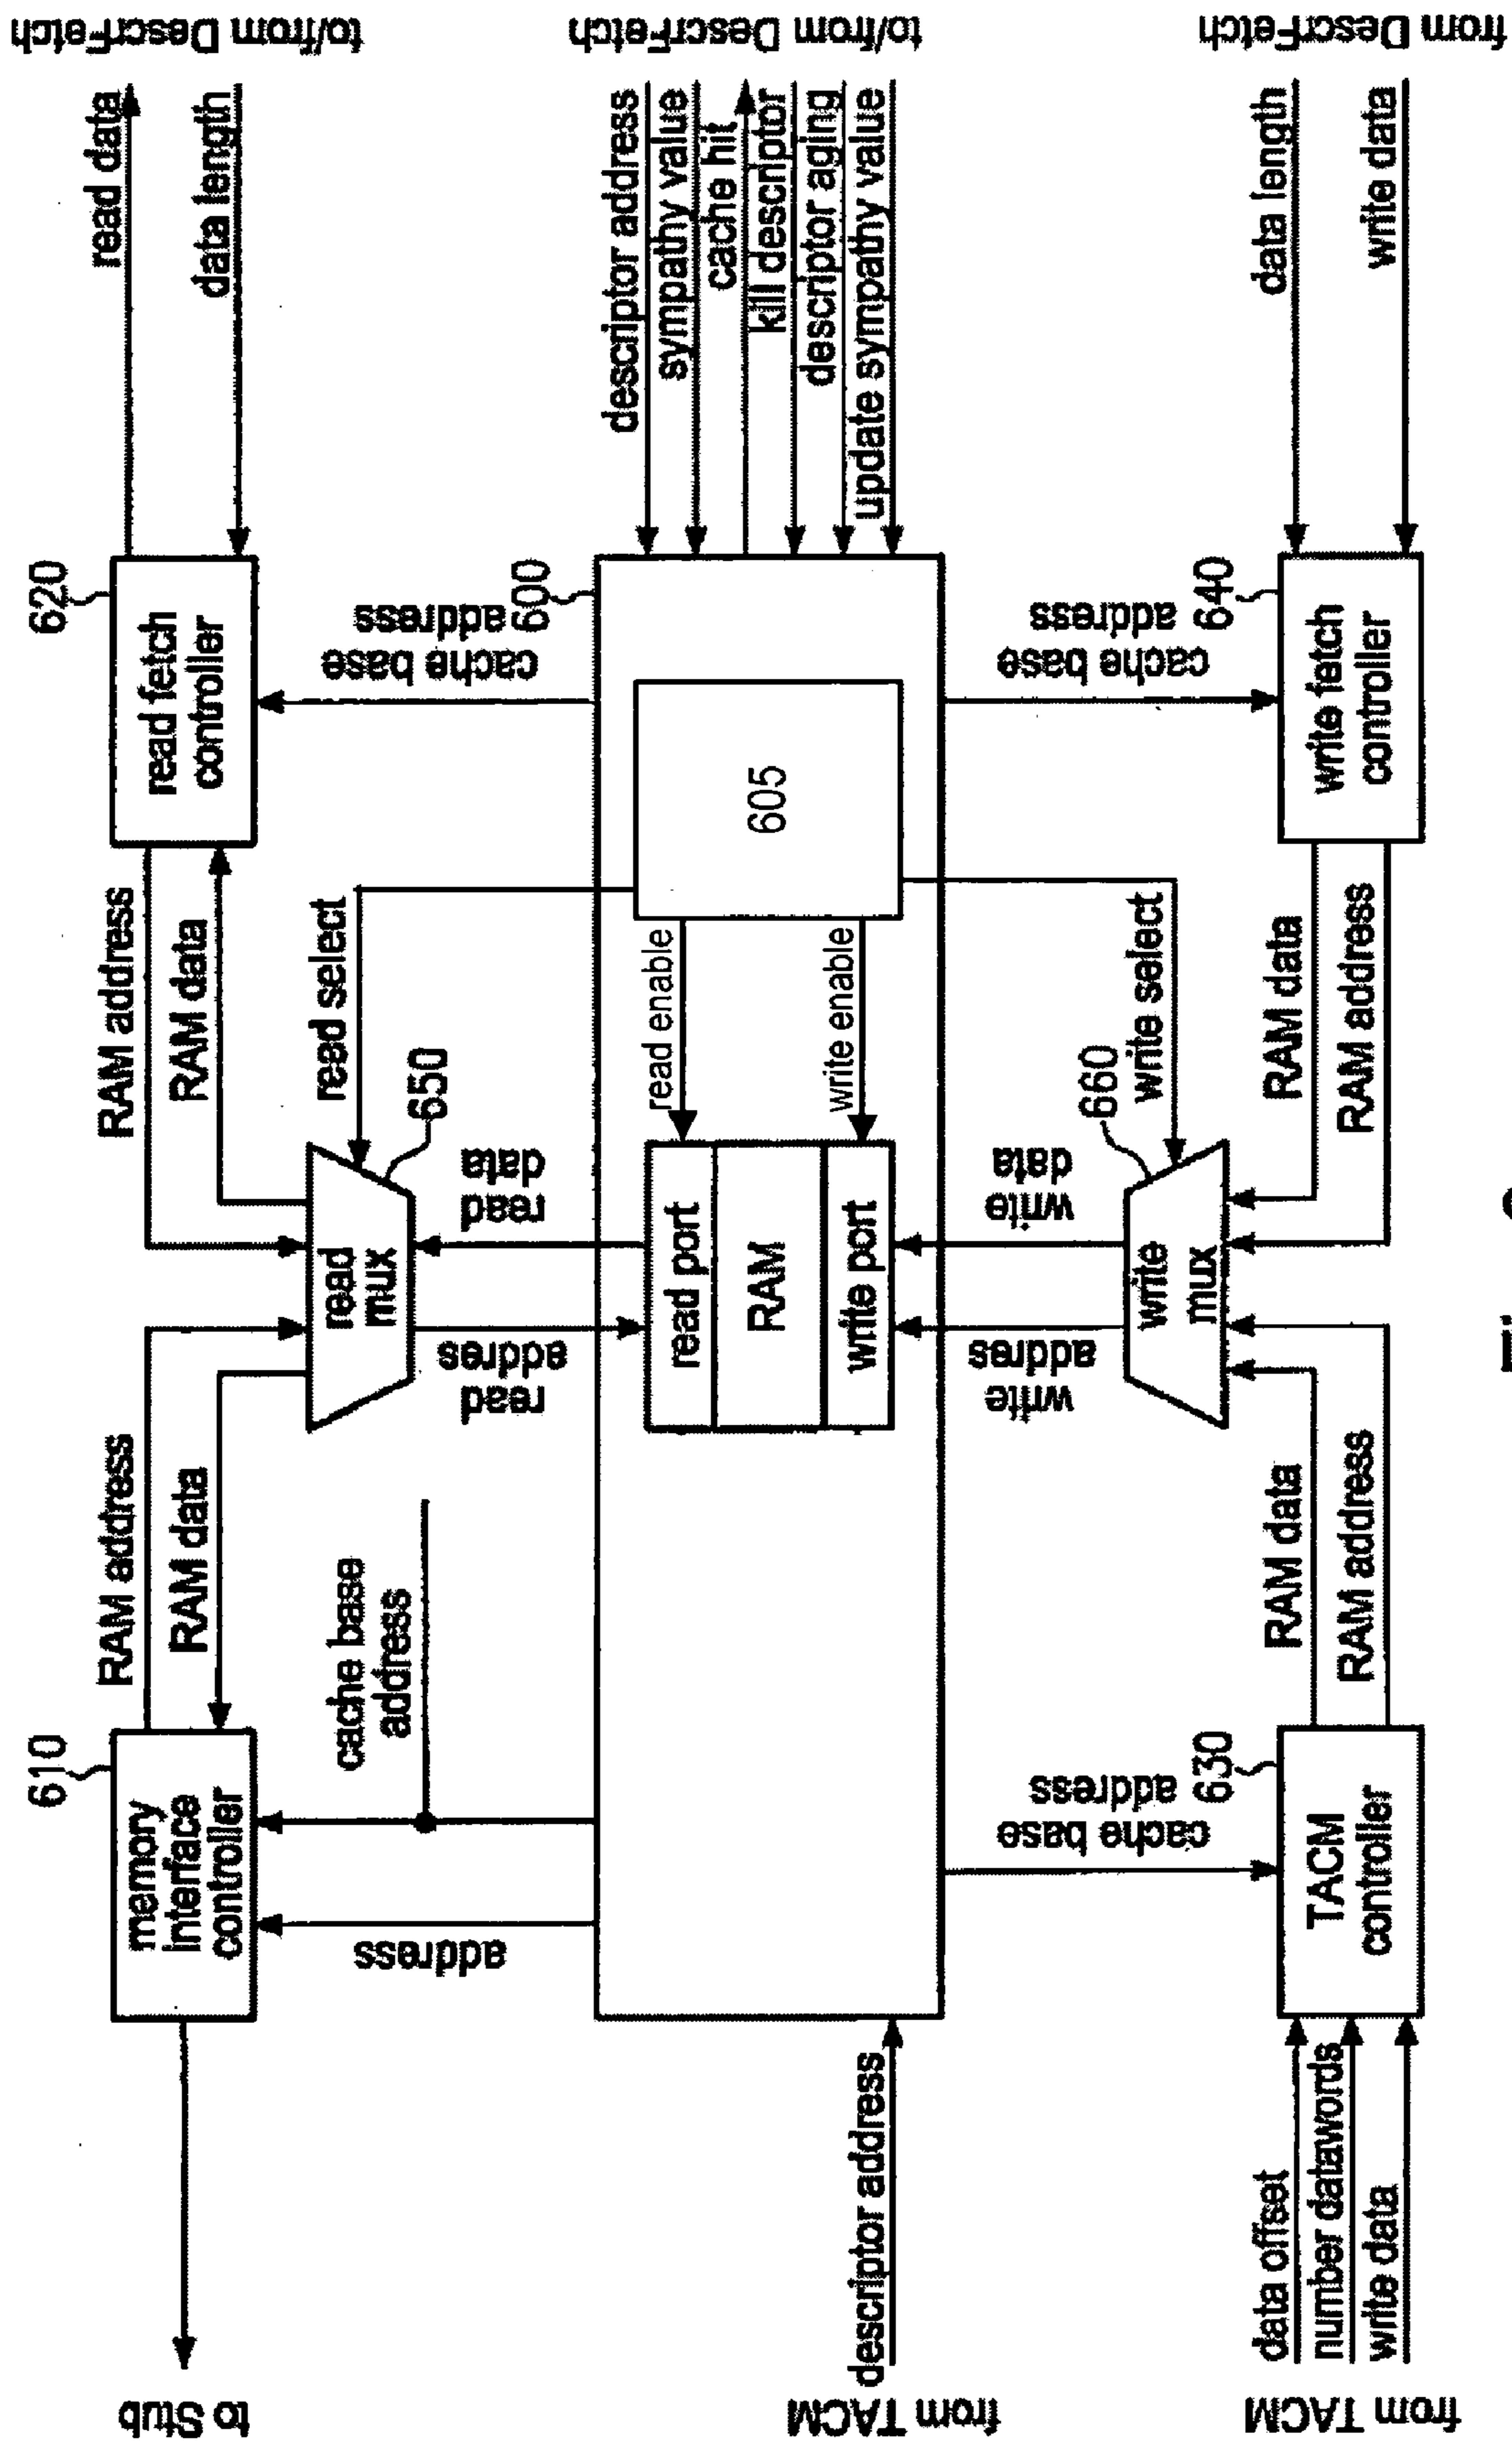 to/from DescrFetch
to/from DescrFetch
from DescrFetch
read data
data length
descriptor address
sympathy value
cache hit
kill descriptor
descriptor aging
update sympathy value
data length
write data
620
read fetch
controller
cache base
address
600
cache base
address
640
write fetch
controller
605
RAM address
RAM data
read select
read enable
write enable
write select
RAM data
RAM address
650
660
read
mux
read
data
read
address
read port
RAM
write port
write
data
write
address
write
mux
RAM address
RAM data
cache base
address
RAM data
RAM address
610
memory
interface
controller
address
cache base
address
630
TACM
controller
descriptor address
data offset
number datawords
write data
to Stub
from TACM
from TACM